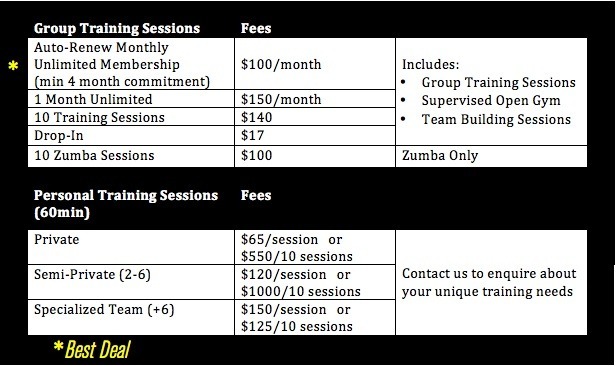 Group Training Sessions Fees
Auto-Renew Monthly
* Unlimited Membership $100/month Includes:
(min 4 month commitment) • Group Training Sessions
1 Month Unlimited $150/month • Supervised Open Gym
10 Training Sessions $140 • Team Building Sessions
Drop-In $17
10 Zumba Sessions $100 Zumba Only
Personal Training Sessions Fees
(60min)
Private $65/session or
$550/10 sessions
Semi-Private (2-6) $120/session or Contact us to enquire about
$1000/10 sessions your unique training needs
Specialized Team (+6) $150/session or
$125/10 sessions
*Best Deal